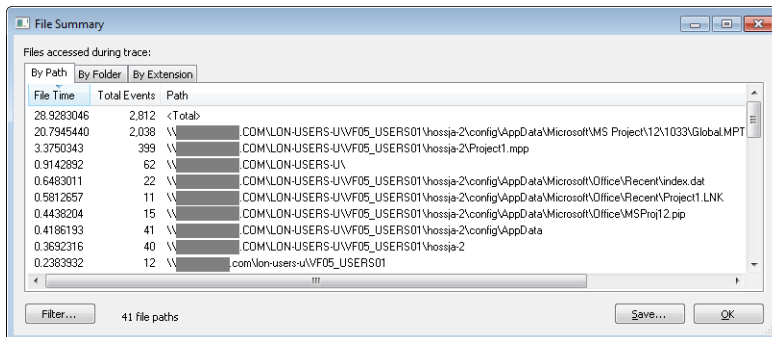 File Summary
Files accessed during trace:
By Path By Folder By Extension
File Time Total Events Path
28.9283046 2,812 <Total>
20.7945440 2,038 \\ .COM\LON-USERS-U\VF05_USERS01\hossja-2\config\AppData\Microsoft\MS Project\12\1033\Global.MPT
3.3750343 399 \\ .COM\LON-USERS-U\VF05_USERS01\hossja-2\Project1.mpp
0.9142892 62 \\ .COM\LON-USERS-U\
0.6483011 22 \\ .COM\LON-USERS-U\VF05_USERS01\hossja-2\config\AppData\Microsoft\Office\Recent\index.dat
0.5812657 11 \\ .COM\LON-USERS-U\VF05_USERS01\hossja-2\config\AppData\Microsoft\Office\Recent\Project1.LNK
0.4438204 15 \\ .COM\LON-USERS-U\VF05_USERS01\hossja-2\config\AppData\Microsoft\Office\MSProj12.pip
0.4186193 41 \\ .COM\LON-USERS-U\VF05_USERS01\hossja-2\config\AppData
0.3692316 40 \\ .COM\LON-USERS-U\VF05_USERS01\hossja-2
0.2383932 12 \\ .com\lon-users-u\VF05_USERS01
Filter... 41 file paths Save... OK